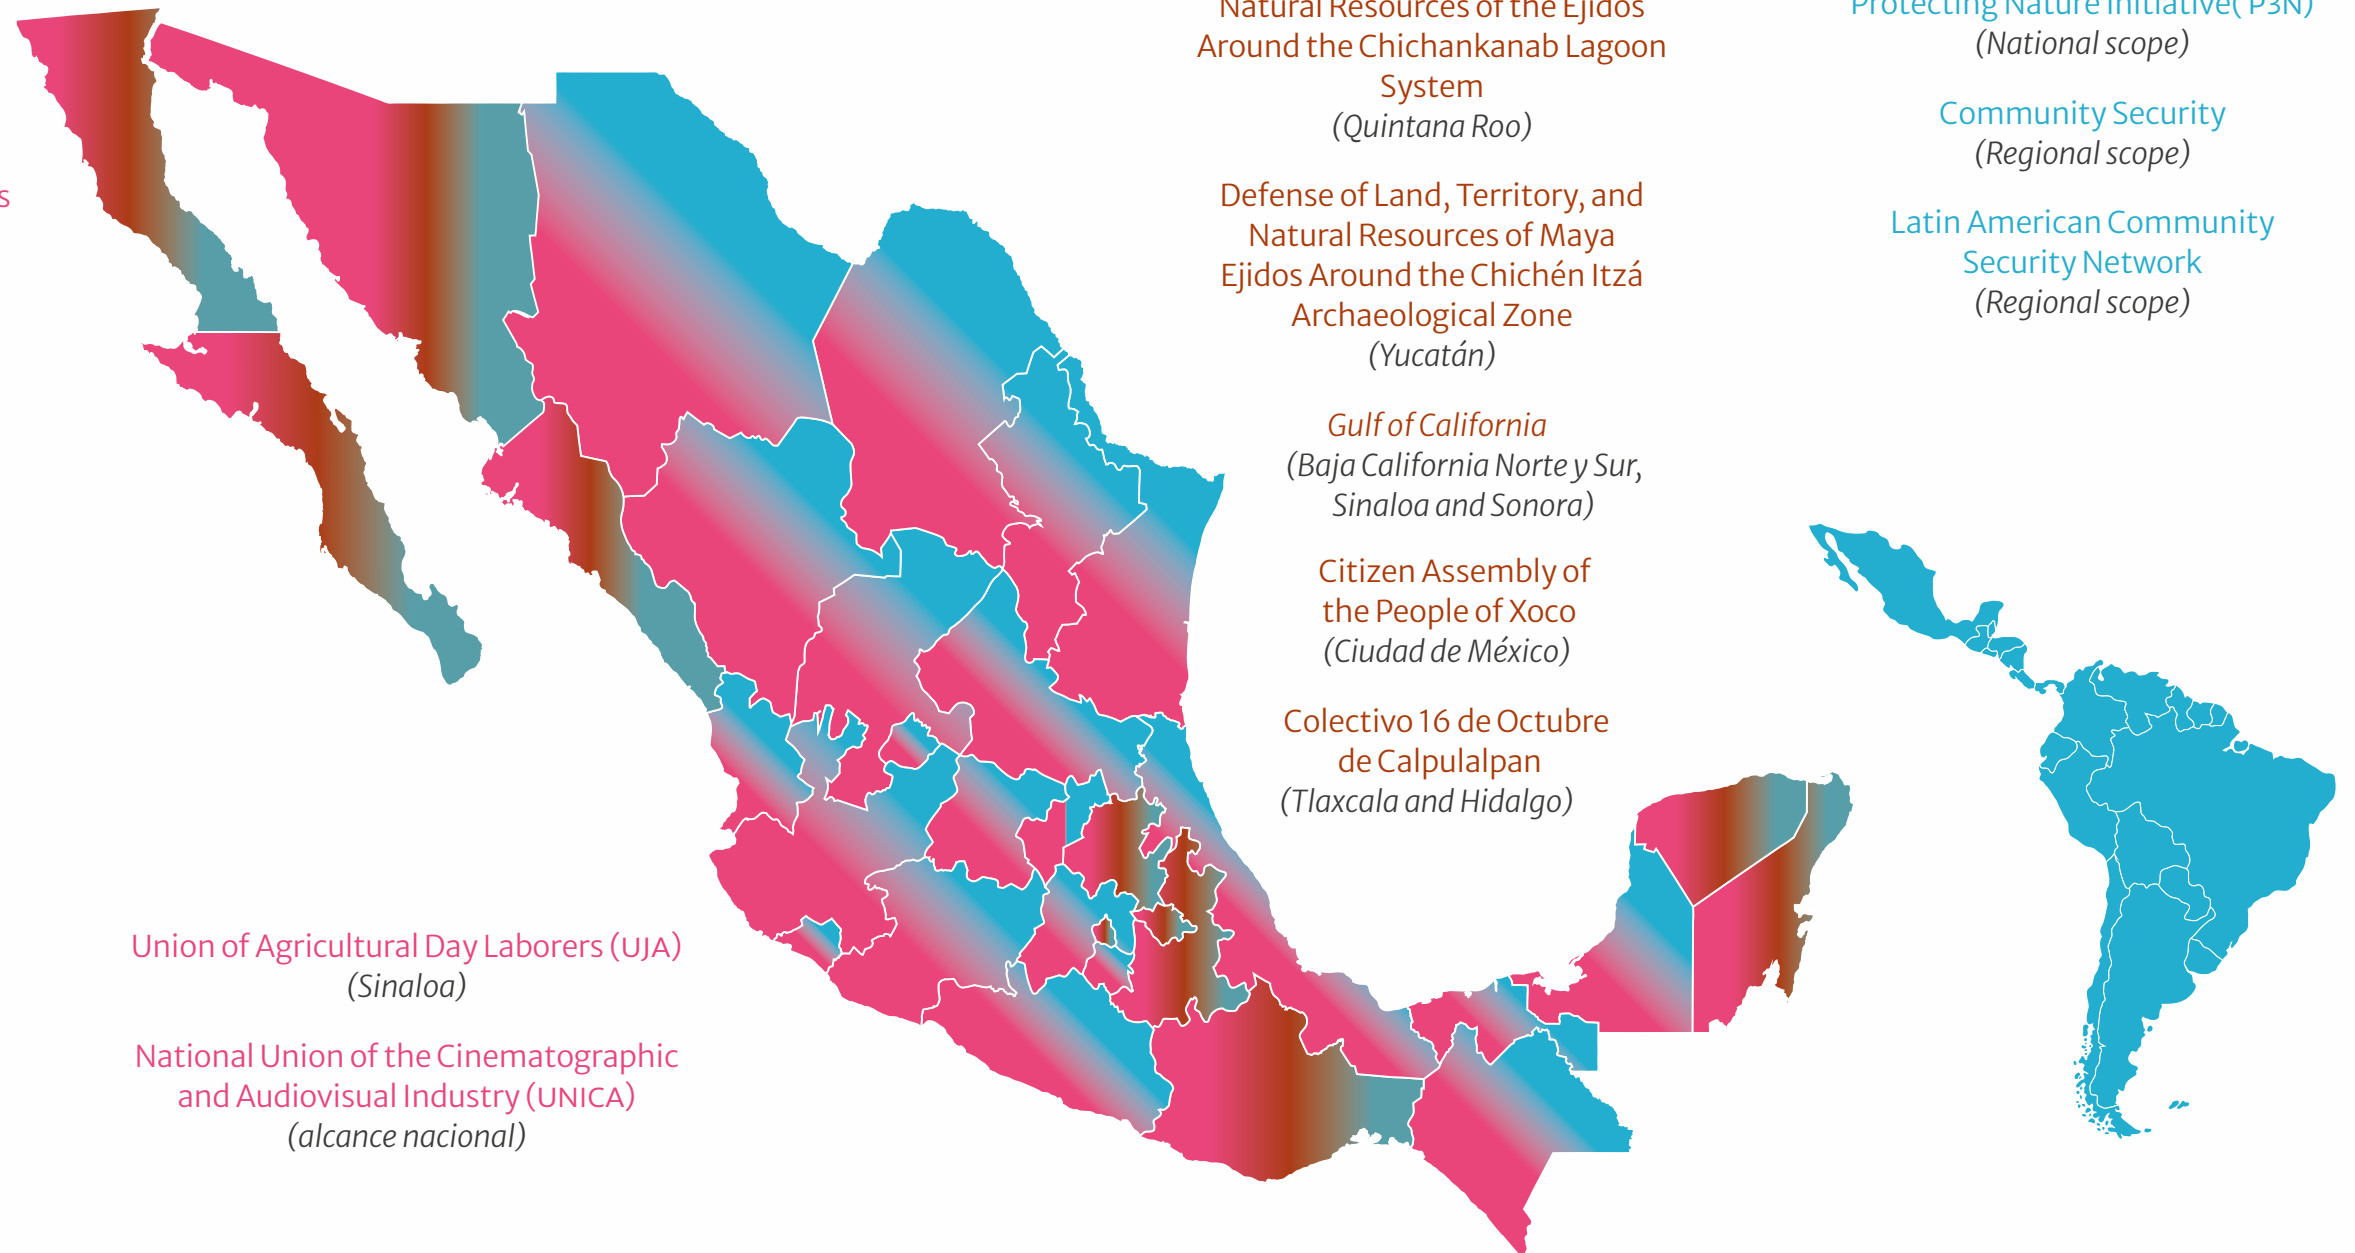 s
Union of Agricultural Day Laborers (UJA)
(Sinaloa)
National Union of the Cinematographic
and Audiovisual Industry (UNICA)
(alcance nacional)
Natural Resources of the Ejidos
Around the Chichankanab Lagoon
System
(Quintana Roo)
Defense of Land, Territory, and
Natural Resources of Maya
Ejidos Around the Chichén Itzá
Archaeological Zone
(Yucatán)
Gulf of California
(Baja California Norte y Sur,
Sinaloa and Sonora)
Citizen Assembly of
the People of Xoco
(Ciudad de México)
Colectivo 16 de Octubre
de Calpulalpan
(Tlaxcala and Hidalgo)
Protecting Nature Initiative( P3N)
(National scope)
Community Security
(Regional scope)
Latin American Community
Security Network
(Regional scope)